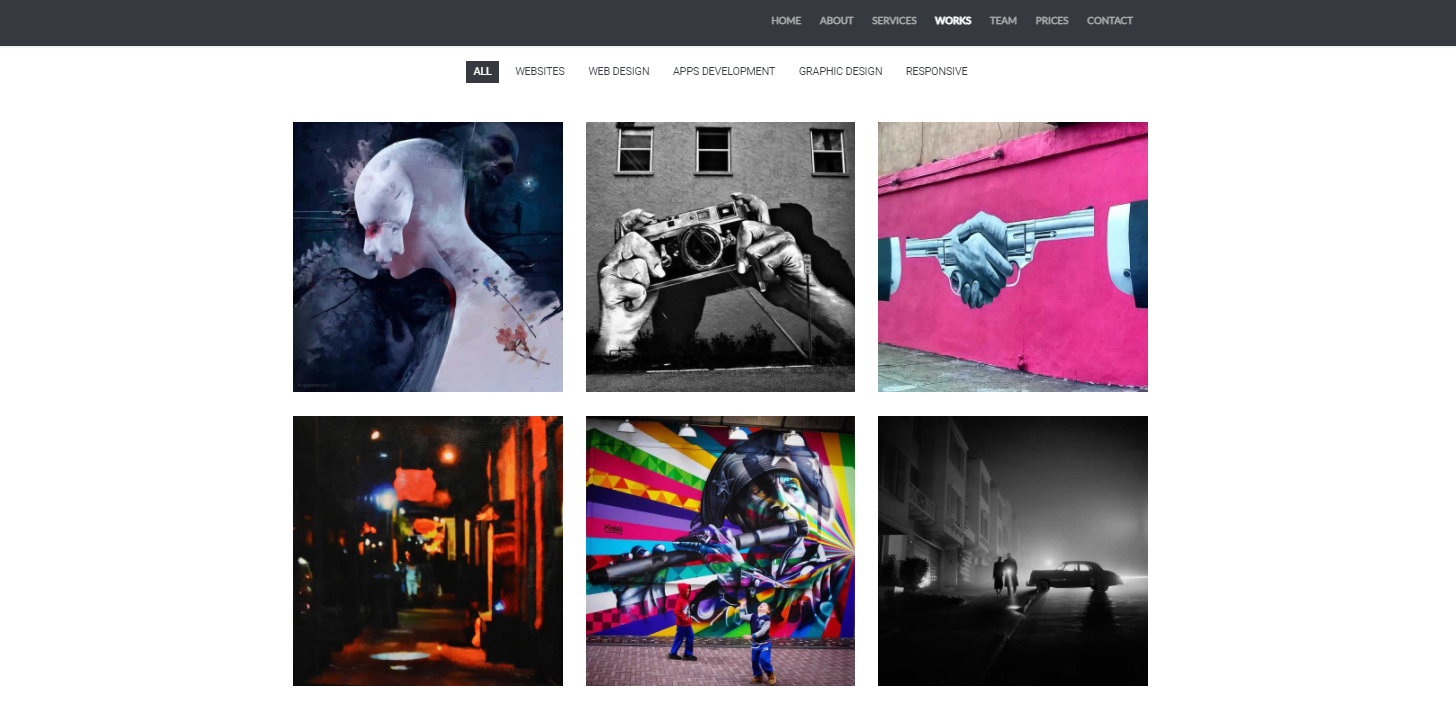 HOME ABOUT SERVICES WORKS TEAM PRICES CONTACT
ALL WEBSITES WEB DESIGN APPS DEVELOPMENT GRAPHIC DESIGN RESPONSIVE